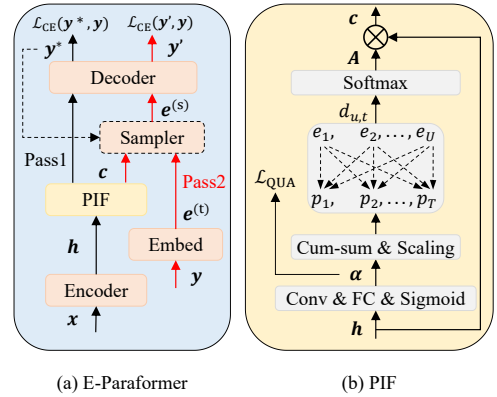 ℒ_CE(y*, y) ℒ_CE(y′, y)
y* y′
Decoder
e^(s)
Sampler
Pass1
c
Pass2
PIF
e^(t)
h
Embed
y
Encoder
x
(a) E-Paraformer
c
A
Softmax
d_u,t
e_1, e_2, ..., e_U
ℒ_QUA
p_1, p_2, ..., p_T
Cum-sum & Scaling
α
Conv & FC & Sigmoid
h
(b) PIF